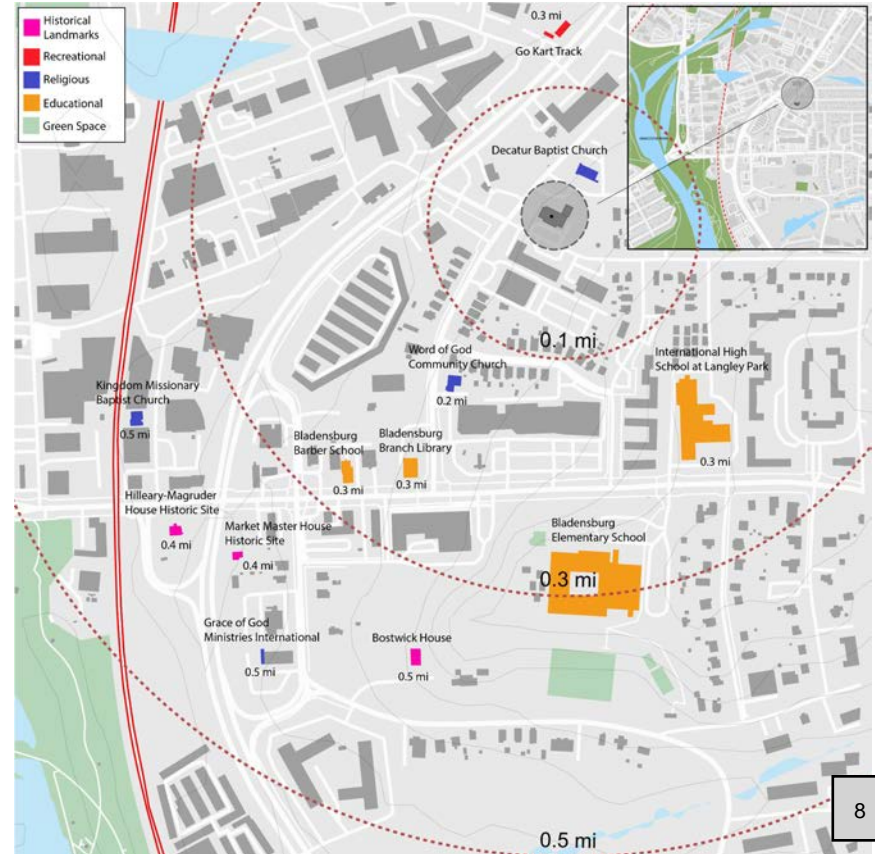 Historical
Landmarks
Recreational
Religious
Educational
Green Space
0.3 mi
Go Kart Track
Decatur Baptist Church
0.1 mi
Word of God
Community Church
0.2 mi
International High
School at Langley Park
0.3 mi
Kingdom Missionary
Baptist Church
0.5 mi
Bladensburg
Barber School
0.3 mi
Bladensburg
Branch Library
0.3 mi
Hilleary-Magruder
House Historic Site
0.4 mi
Market Master House
Historic Site
0.4 mi
Bladensburg
Elementary School
0.3 mi
Grace of God
Ministries International
0.5 mi
Bostwick House
0.5 mi
0.5 mi
8